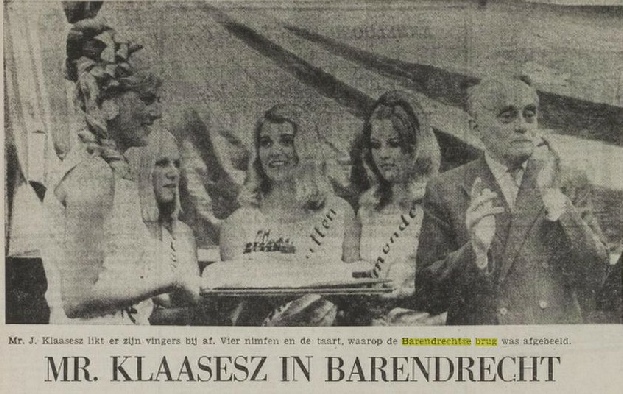 Mr. J. Klaasesz likt er zijn vingers bij af. Vier nimfen en de taart, waarop de Barendrechtse brug was afgebeeld.
MR. KLAASESZ IN BARENDRECHT